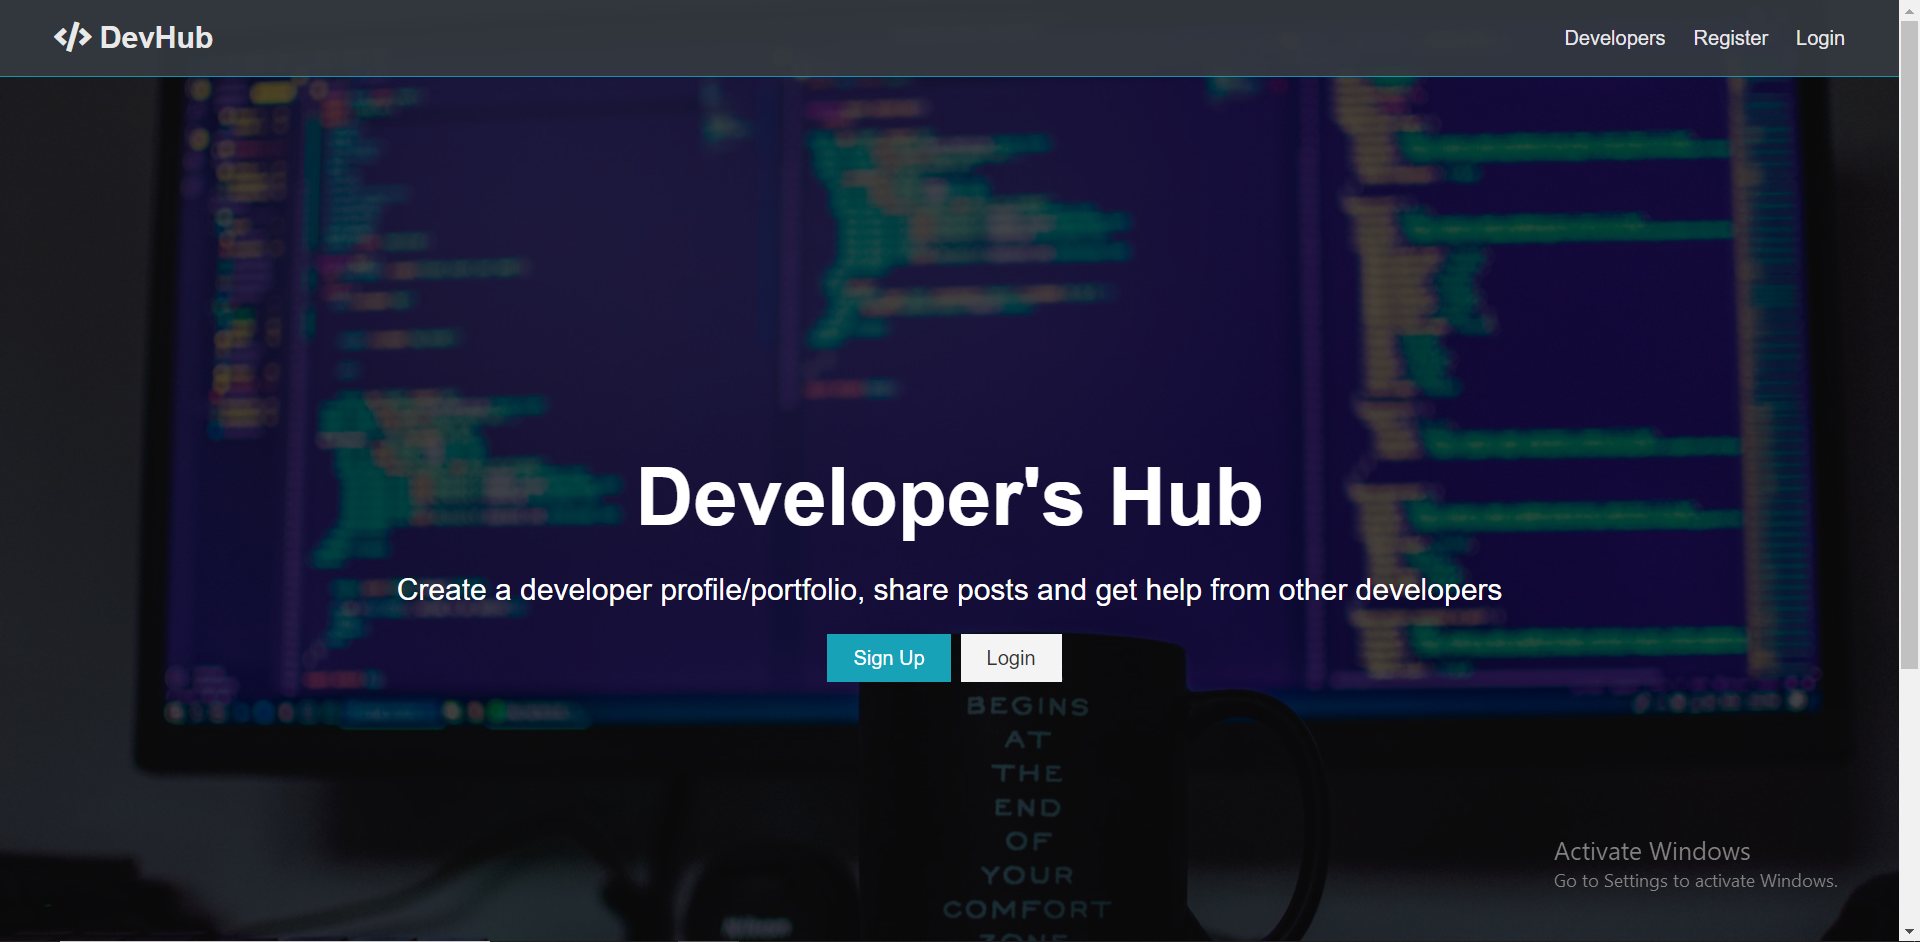 </> DevHub
Developers Register Login
Developer's Hub
Create a developer profile/portfolio, share posts and get help from other developers
Sign Up Login
BEGINS
AT
THE
END
OF
YOUR
COMFORT
ZONE
Activate Windows
Go to Settings to activate Windows.